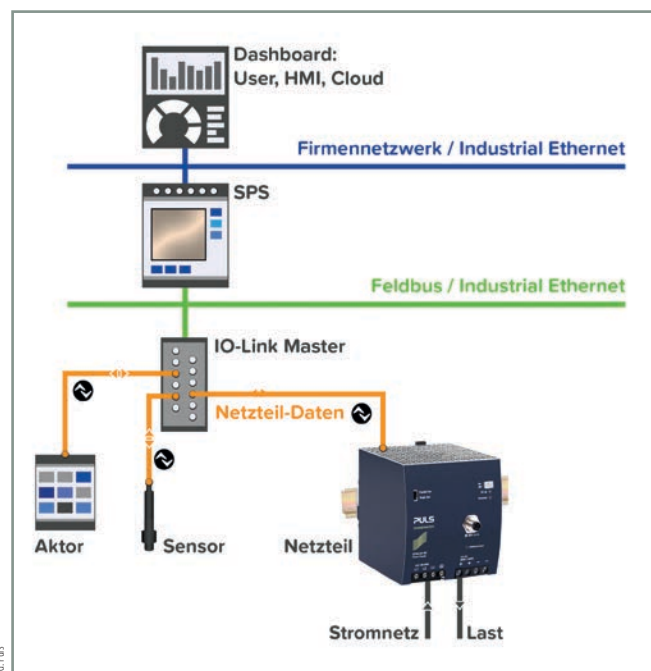 Dashboard:
User, HMI, Cloud
Firmennetzwerk / Industrial Ethernet
SPS
Feldbus / Industrial Ethernet
IO-Link Master
Netzteil-Daten
PULS
Aktor
Sensor
Netzteil
Stromnetz
Last